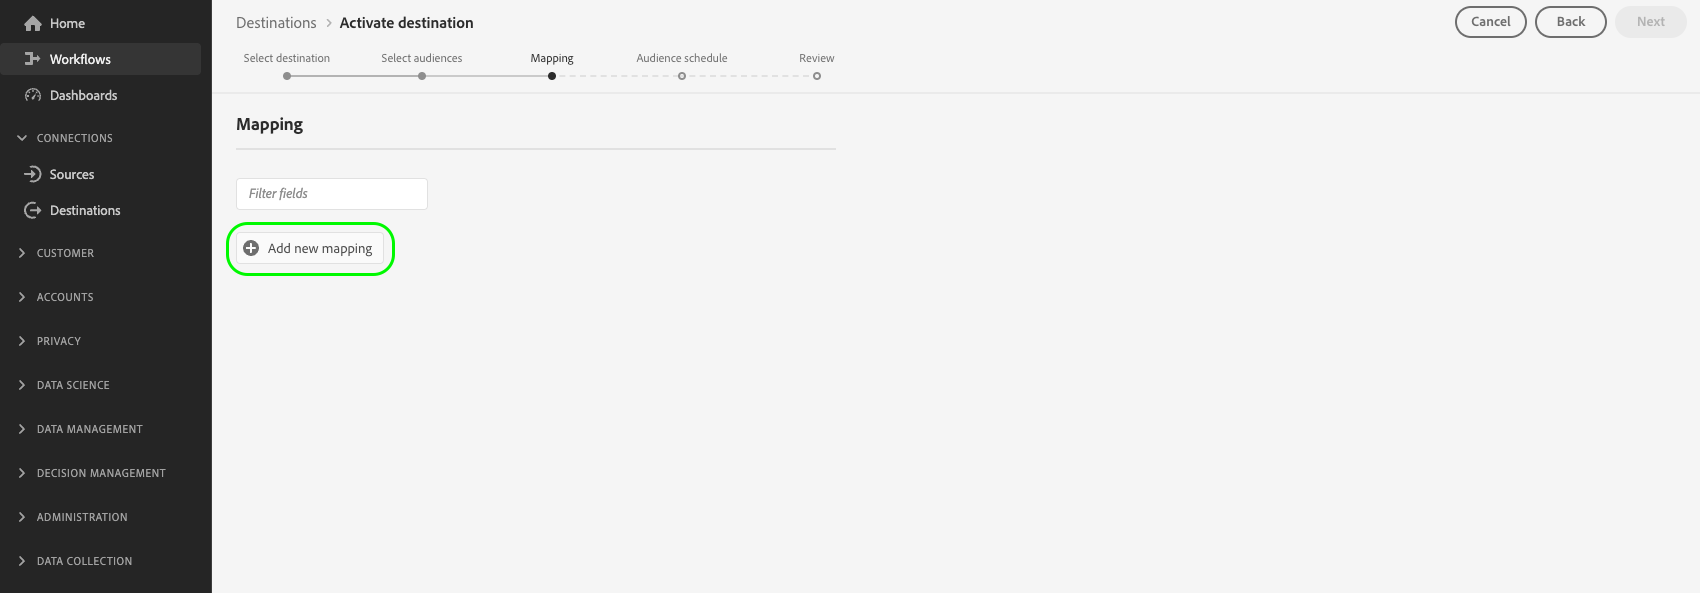 Home
Workflows
Dashboards
CONNECTIONS
Sources
Destinations
CUSTOMER
ACCOUNTS
PRIVACY
DATA SCIENCE
DATA MANAGEMENT
DECISION MANAGEMENT
ADMINISTRATION
DATA COLLECTION
Destinations > Activate destination
Cancel
Back
Next
Select destination
Select audiences
Mapping
Audience schedule
Review
Mapping
Filter fields
Add new mapping